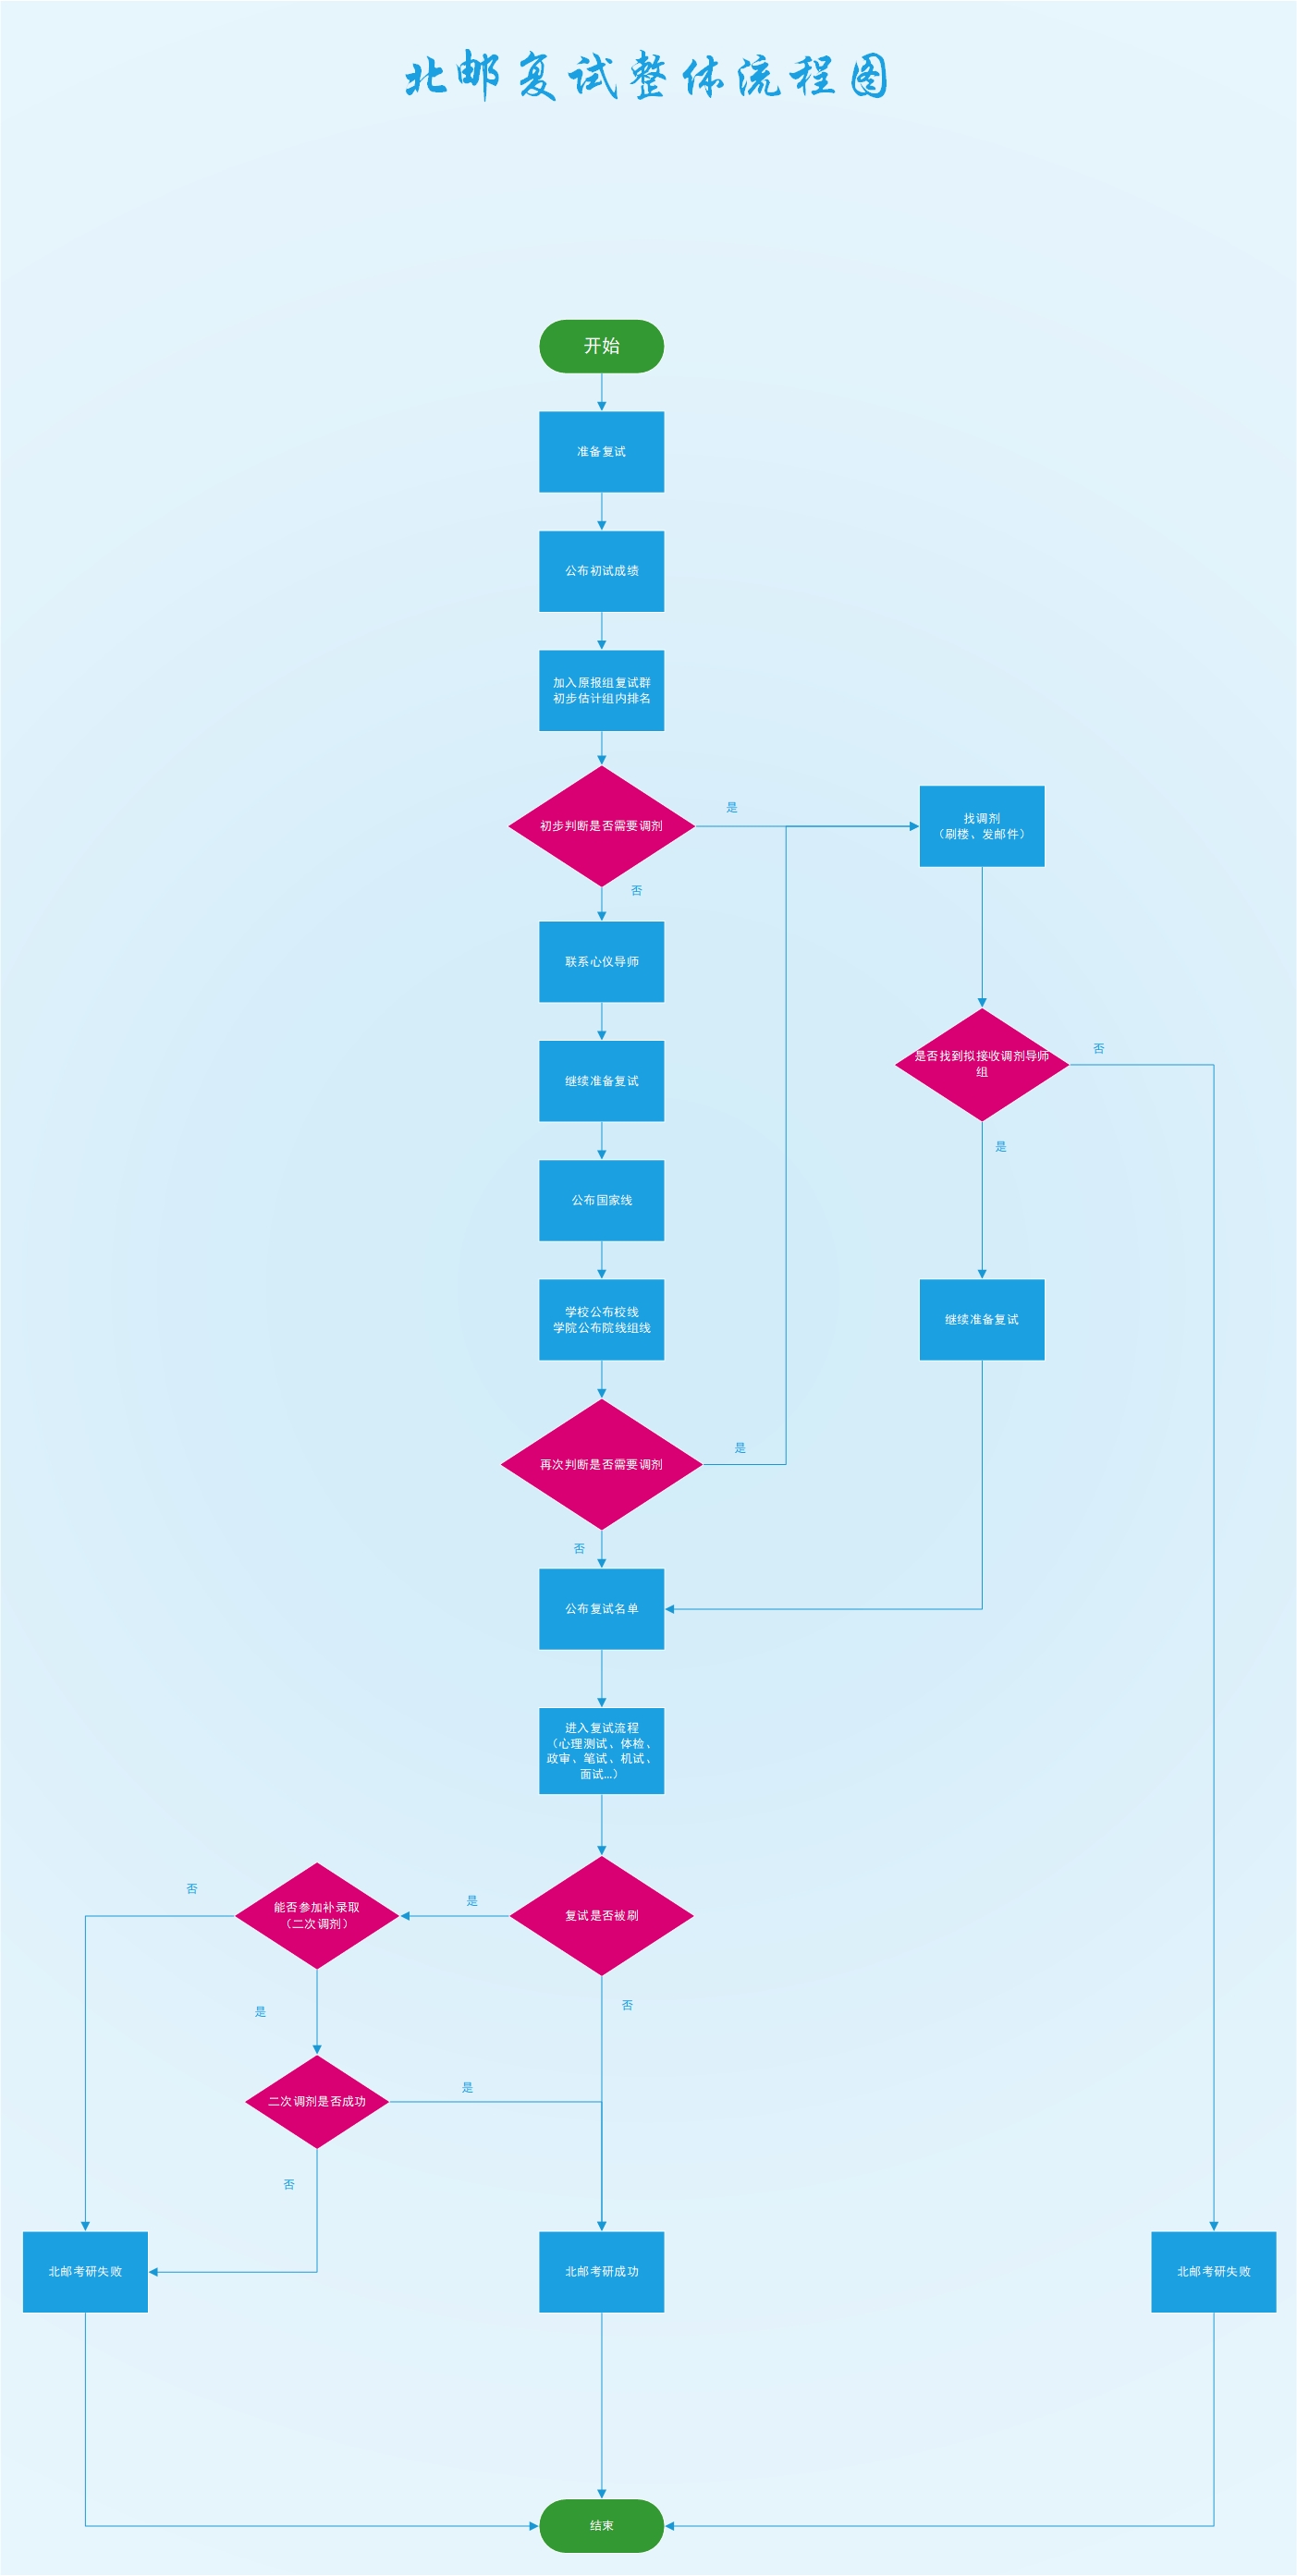 北邮复试整体流程图
开始
准备复试
公布初试成绩
加入原报组复试群
初步估计组内排名
初步判断是否需要调剂
是
找调剂
（刷楼、发邮件）
否
联系心仪导师
是否找到拟接收调剂导师
组
否
继续准备复试
是
公布国家线
学校公布校线
学院公布院线组线
继续准备复试
再次判断是否需要调剂
是
否
公布复试名单
进入复试流程
（心理测试、体检、
政审、笔试、机试、
面试...）
复试是否被刷
是
能否参加补录取
（二次调剂）
否
是
否
二次调剂是否成功
是
否
北邮考研失败
北邮考研成功
北邮考研失败
结束